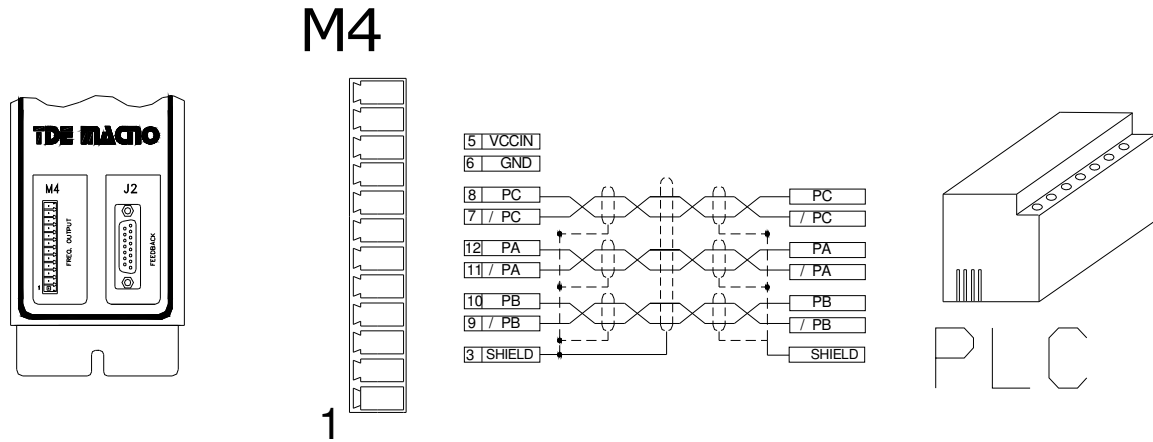 M4
TDE MACNO
M4
J2
FREQ. OUTPUT
FEEDBACK
1
1
5 VCCIN
6 GND
8 PC
7 / PC
12 PA
11 / PA
10 PB
9 / PB
3 SHIELD
PC
/ PC
PA
/ PA
PB
/ PB
SHIELD
PLC